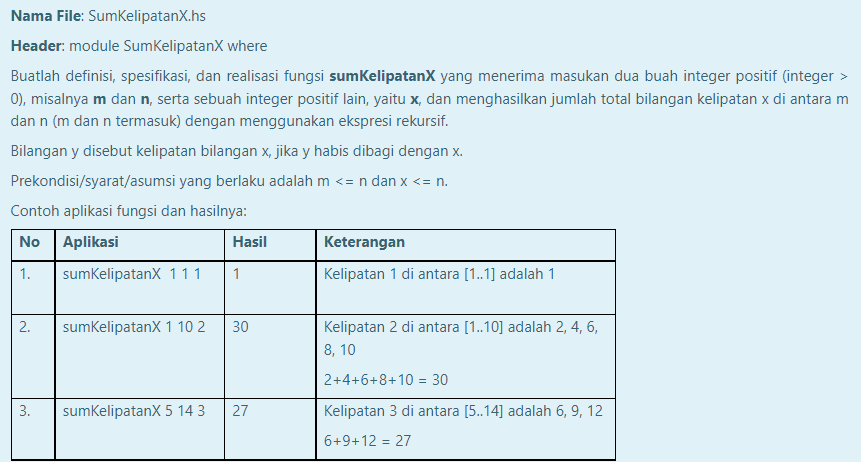 Nama File: SumKelipatanX.hs
Header: module SumKelipatanX where
Buatlah definisi, spesifikasi, dan realisasi fungsi sumKelipatanX yang menerima masukan dua buah integer positif (integer >
0), misalnya m dan n, serta sebuah integer positif lain, yaitu x, dan menghasilkan jumlah total bilangan kelipatan x di antara m
dan n (m dan n termasuk) dengan menggunakan ekspresi rekursif.
Bilangan y disebut kelipatan bilangan x, jika y habis dibagi dengan x.
Prekondisi/syarat/asumsi yang berlaku adalah m <= n dan x <= n.
Contoh aplikasi fungsi dan hasilnya:
No Aplikasi Hasil Keterangan
1. sumKelipatanX 1 1 1 1 Kelipatan 1 di antara [1..1] adalah 1
2. sumKelipatanX 1 10 2 30 Kelipatan 2 di antara [1..10] adalah 2, 4, 6,
8, 10
2+4+6+8+10 = 30
3. sumKelipatanX 5 14 3 27 Kelipatan 3 di antara [5..14] adalah 6, 9, 12
6+9+12 = 27